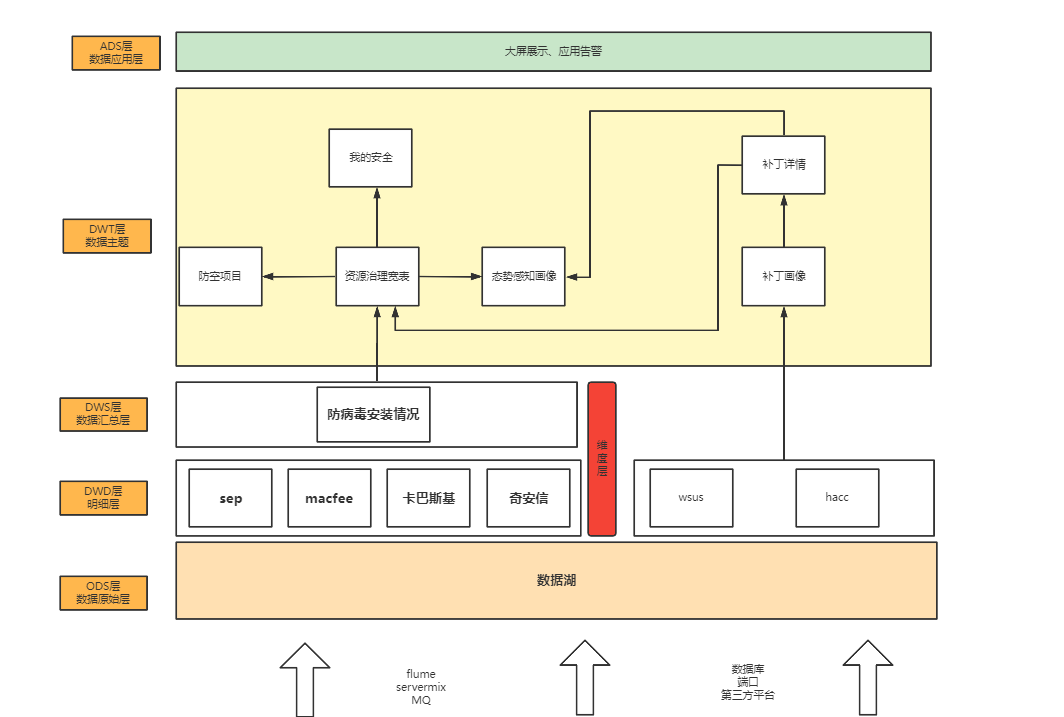 ADS层
数据应用层
大屏展示、应用告警
我的安全
补丁详情
DWT层
数据主题
防空项目
资源治理宽表
态势感知画像
补丁画像
DWS层
数据汇总层
防病毒安装情况
维
度
层
DWD层
明细层
sep
macfee
卡巴斯基
奇安信
wsus
hacc
ODS层
数据原始层
数据湖
flume
servermix
MQ
数据库
端口
第三方平台